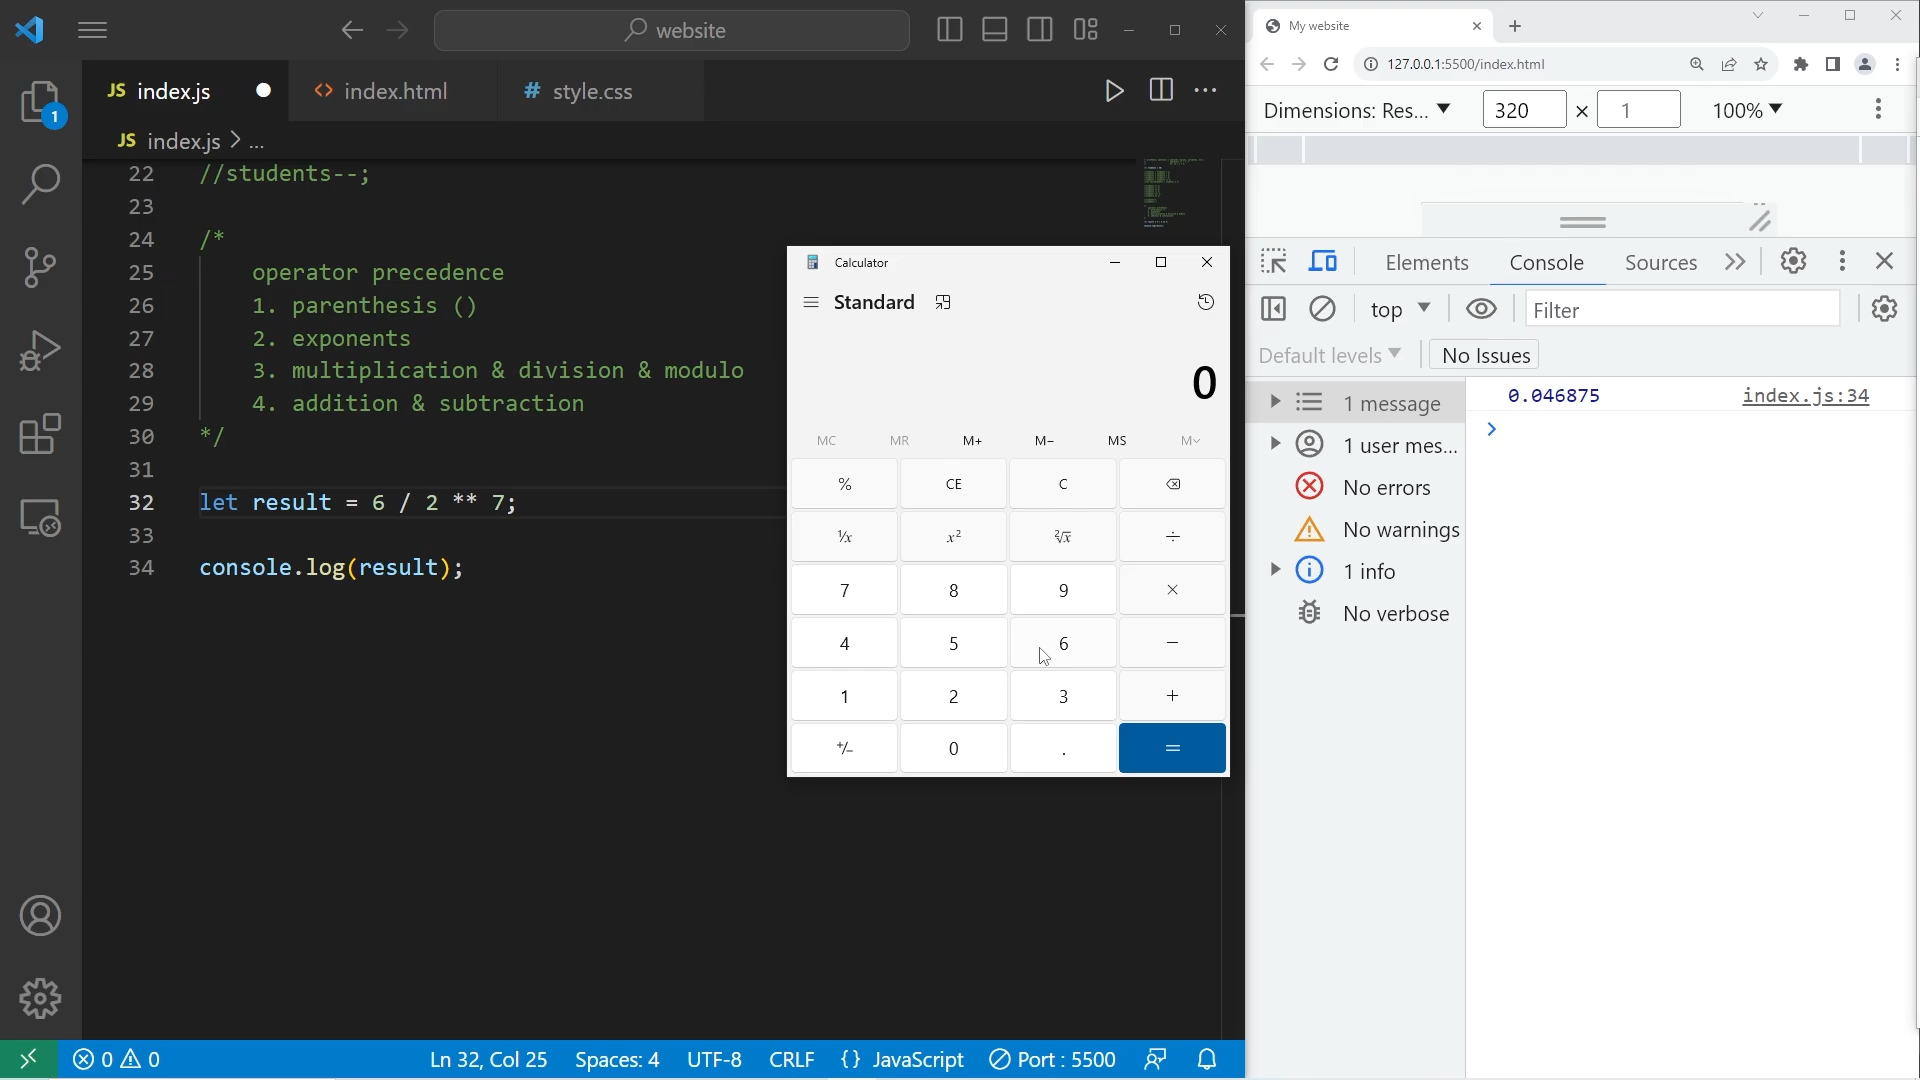 website
JS index.js
<> index.html
# style.css
JS index.js > ...
22 //students--;
23
24 /*
25 operator precedence
26 1. parenthesis ()
27 2. exponents
28 3. multiplication & division & modulo
29 4. addition & subtraction
30 */
31
32 let result = 6 / 2 ** 7;
33
34 console.log(result);
1
0 0
Ln 32, Col 25
Spaces: 4
UTF-8
CRLF
{} JavaScript
Port : 5500
Calculator
Standard
0
MC MR M+ M− MS M
% CE C
¹/x x² ²√x ÷
7 8 9 ×
4 5 6 −
1 2 3 +
+/− 0 . =
My website
127.0.0.1:5500/index.html
Dimensions: Res... 320 × 1 100%
Elements Console Sources
top Filter
Default levels No Issues
1 message
1 user mes...
No errors
No warnings
1 info
No verbose
0.046875 index.js:34